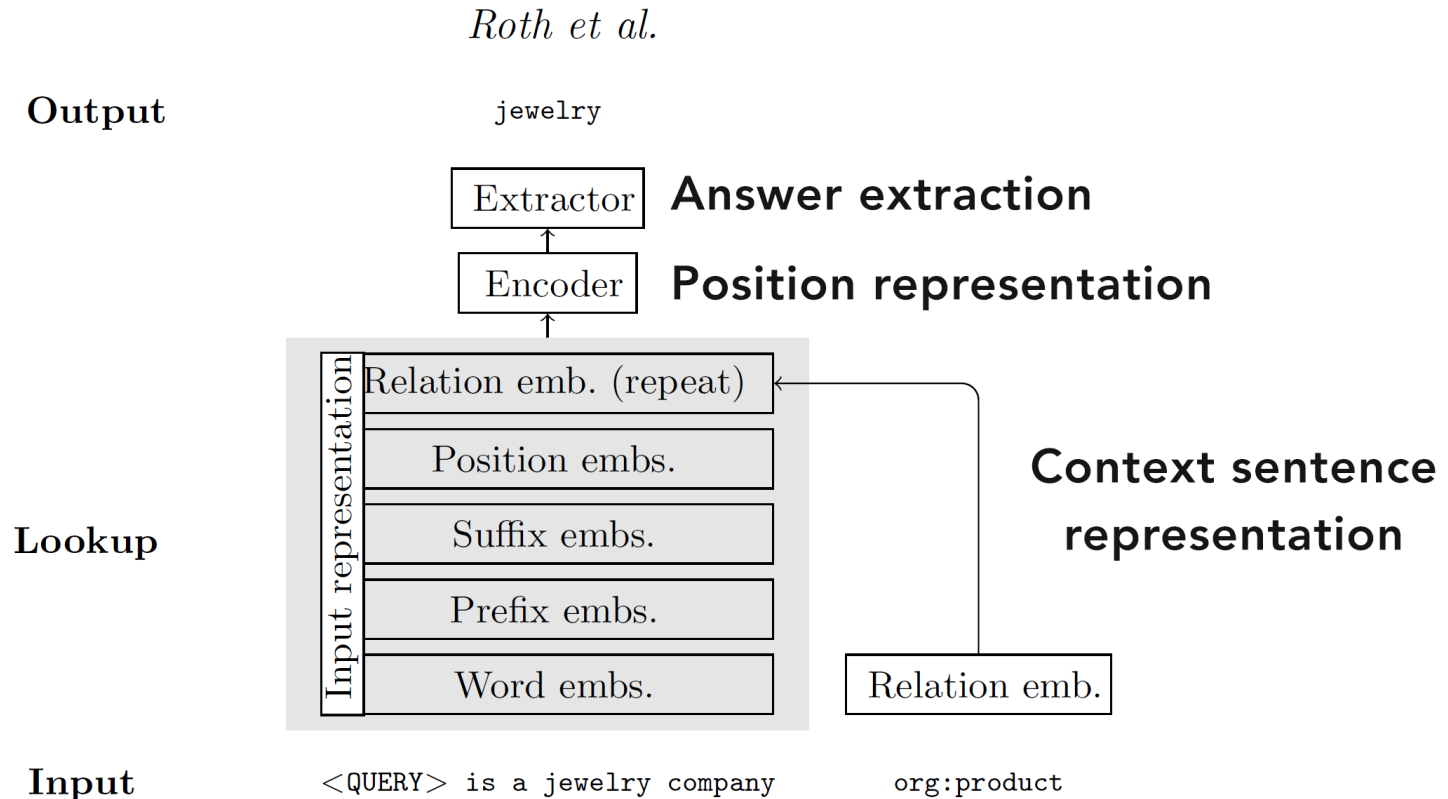 Roth et al.
Output
jewelry
Extractor
Answer extraction
Encoder
Position representation
Input representation
Relation emb. (repeat)
Position embs.
Context sentence
representation
Lookup
Suffix embs.
Prefix embs.
Word embs.
Relation emb.
Input
<QUERY> is a jewelry company
org:product